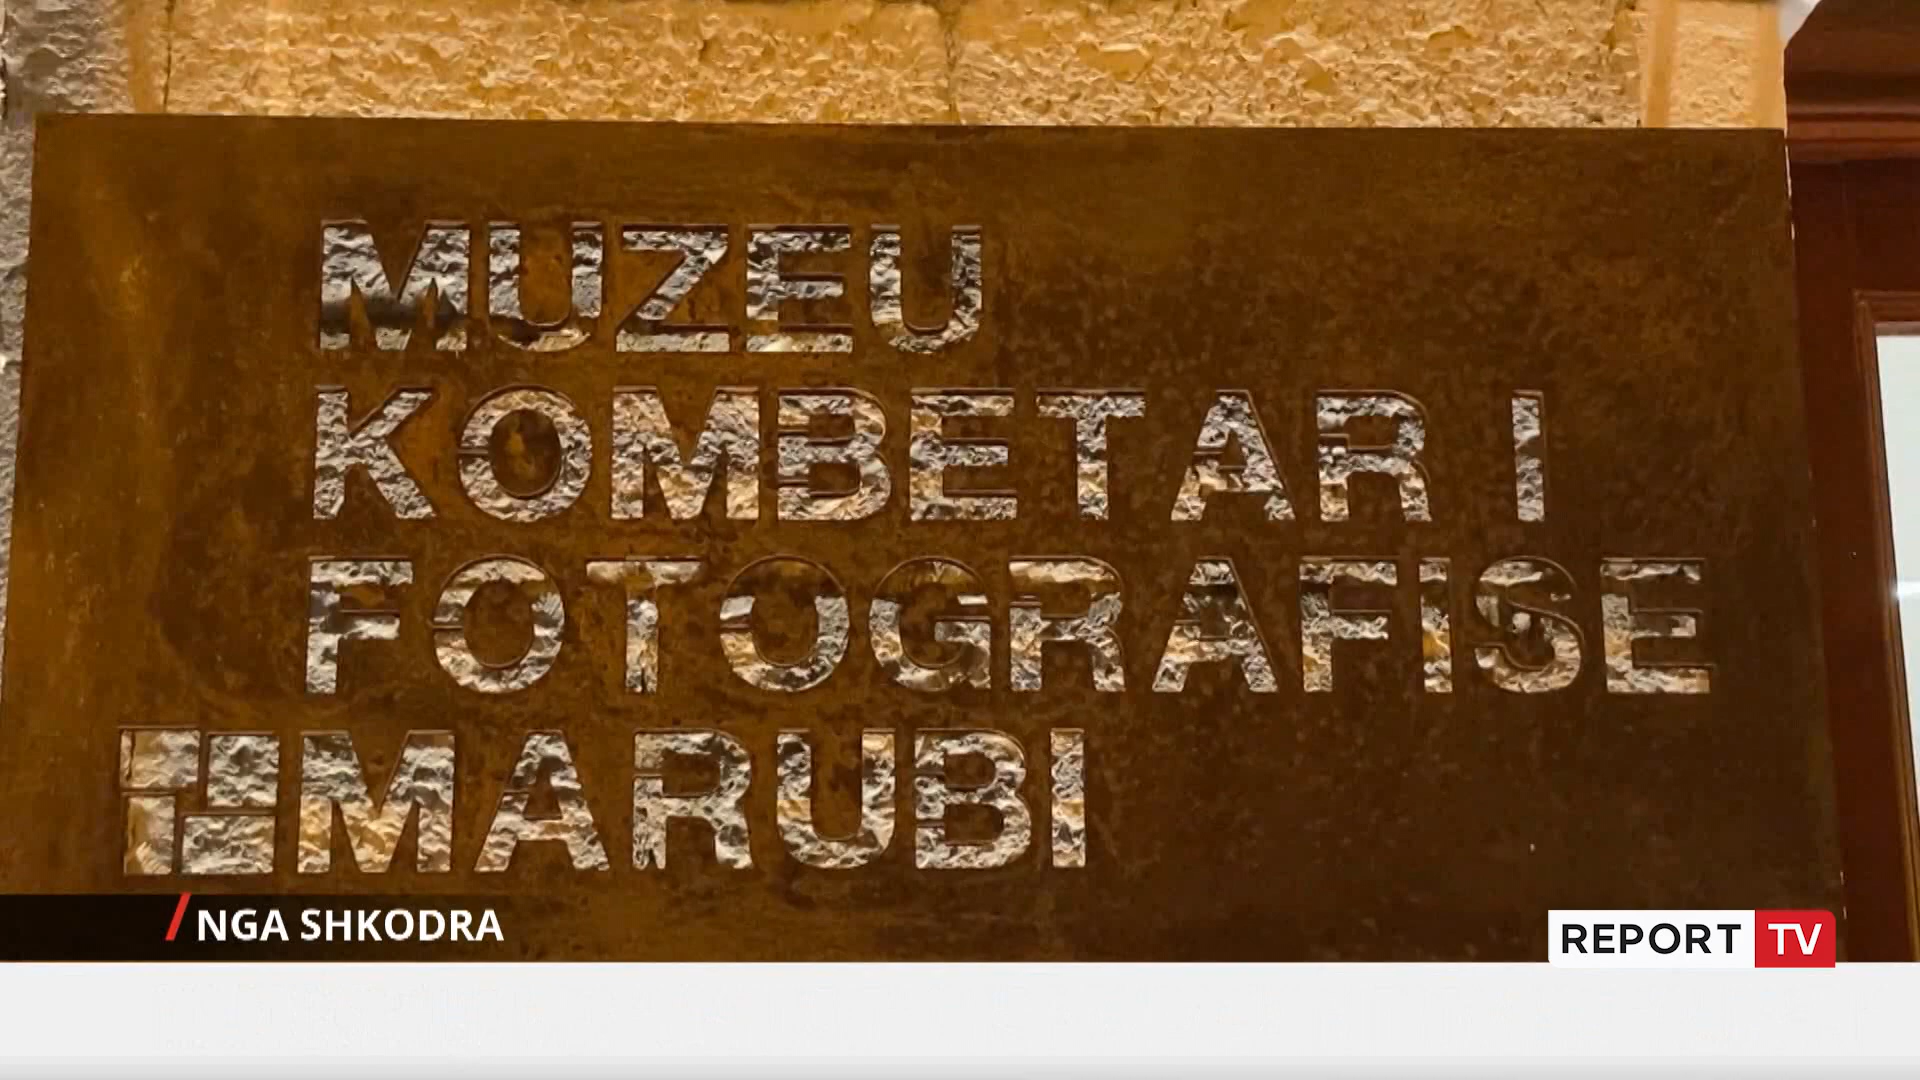 MUZEU
KOMBETAR I
FOTOGRAFISE
MARUBI
NGA SHKODRA
REPORT TV